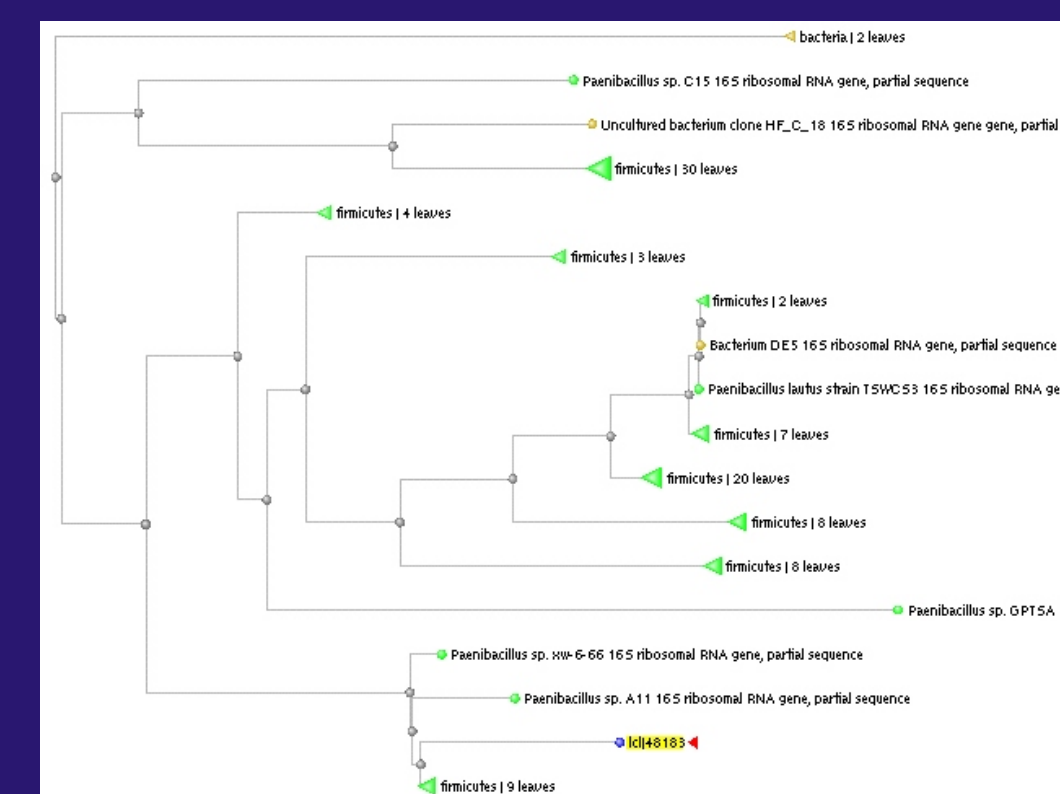 bacteria | 2 leaves
Paenibacillus sp. C15 16S ribosomal RNA gene, partial sequence
Uncultured bacterium clone HF_C_18 16S ribosomal RNA gene gene, partial
firmicutes | 30 leaves
firmicutes | 4 leaves
firmicutes | 3 leaves
firmicutes | 2 leaves
Bacterium DE5 16S ribosomal RNA gene, partial sequence
Paenibacillus lautus strain TSWCS3 16S ribosomal RNA ge
firmicutes | 7 leaves
firmicutes | 20 leaves
firmicutes | 8 leaves
firmicutes | 8 leaves
Paenibacillus sp. GPTSA
Paenibacillus sp. xw-6-66 16S ribosomal RNA gene, partial sequence
Paenibacillus sp. A11 16S ribosomal RNA gene, partial sequence
lcl|48183
firmicutes | 9 leaves